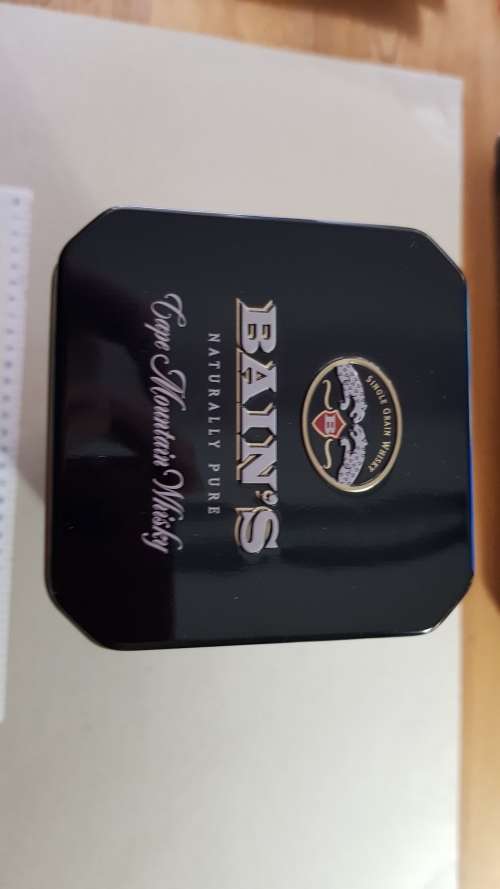 SINGLE GRAIN WHISKY
B
BAIN'S
NATURALLY PURE
Cape Mountain Whisky